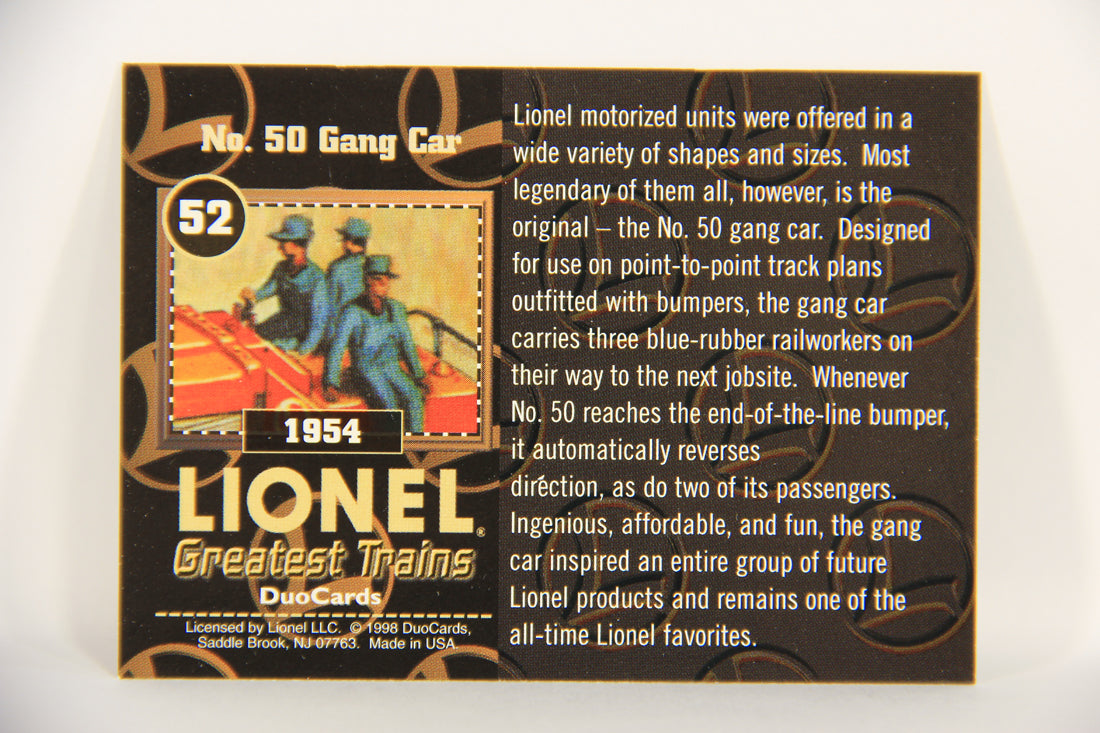 No. 50 Gang Car
52
1954
LIONEL®
Greatest Trains
DuoCards
Licensed by Lionel LLC. © 1998 DuoCards,
Saddle Brook, NJ 07763. Made in USA.
Lionel motorized units were offered in a
wide variety of shapes and sizes. Most
legendary of them all, however, is the
original – the No. 50 gang car. Designed
for use on point-to-point track plans
outfitted with bumpers, the gang car
carries three blue-rubber railworkers on
their way to the next jobsite. Whenever
No. 50 reaches the end-of-the-line bumper,
it automatically reverses
direction, as do two of its passengers.
Ingenious, affordable, and fun, the gang
car inspired an entire group of future
Lionel products and remains one of the
all-time Lionel favorites.